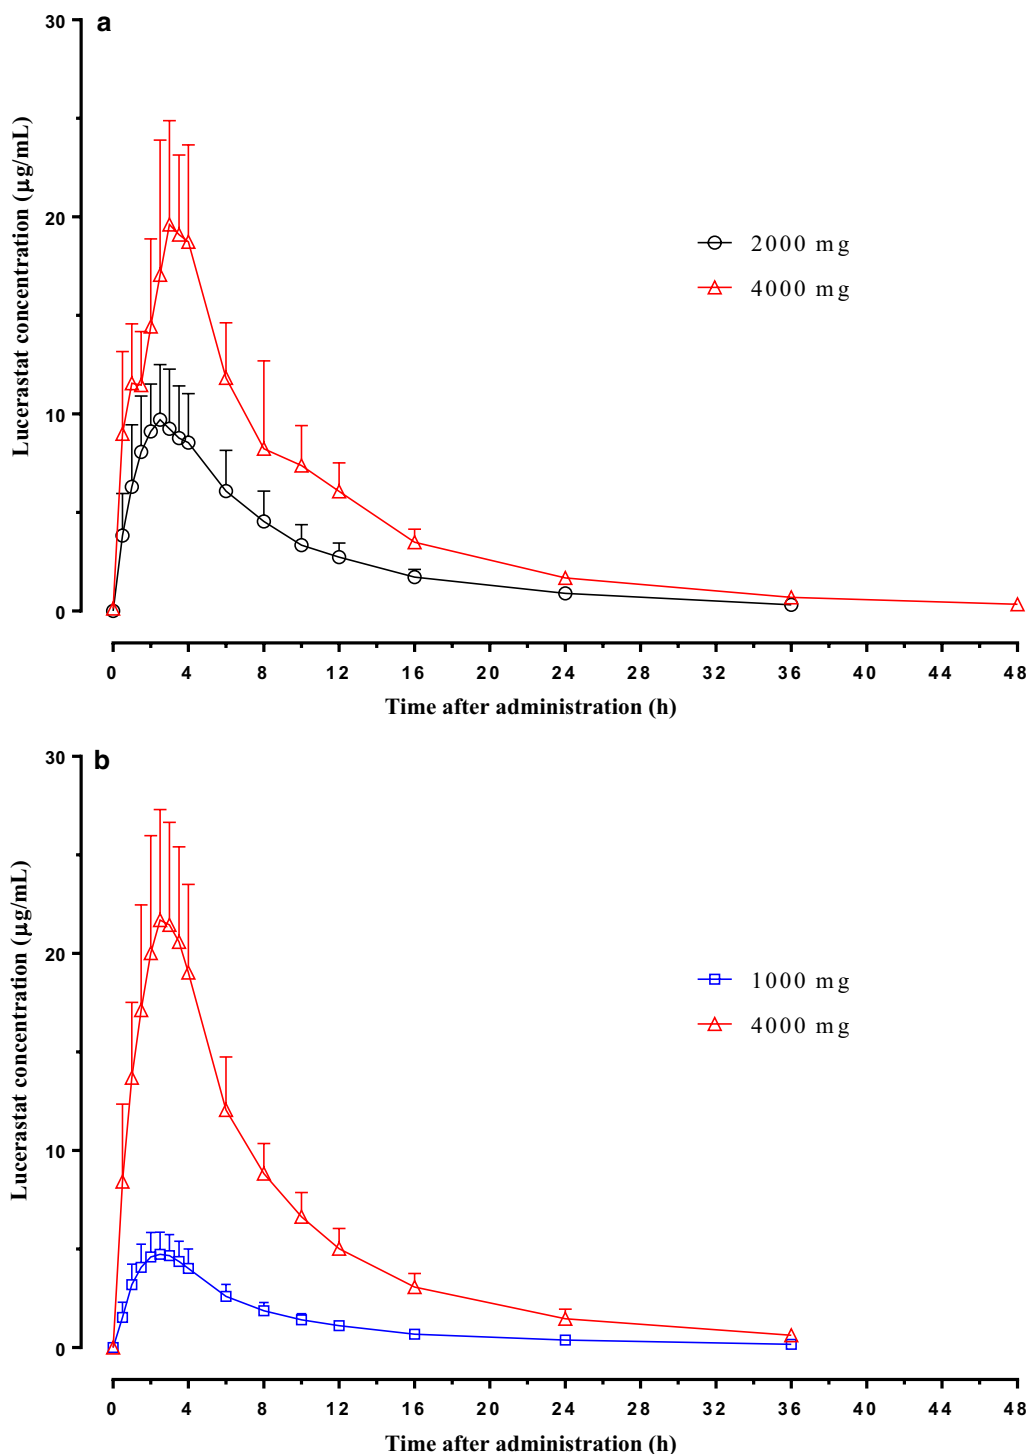 a
30
20
10
0
Lucerastat concentration (μg/mL)
2000 mg
4000 mg
0 4 8 12 16 20 24 28 32 36 40 44 48
Time after administration (h)
b
30
20
10
0
Lucerastat concentration (μg/mL)
1000 mg
4000 mg
0 4 8 12 16 20 24 28 32 36 40 44 48
Time after administration (h)